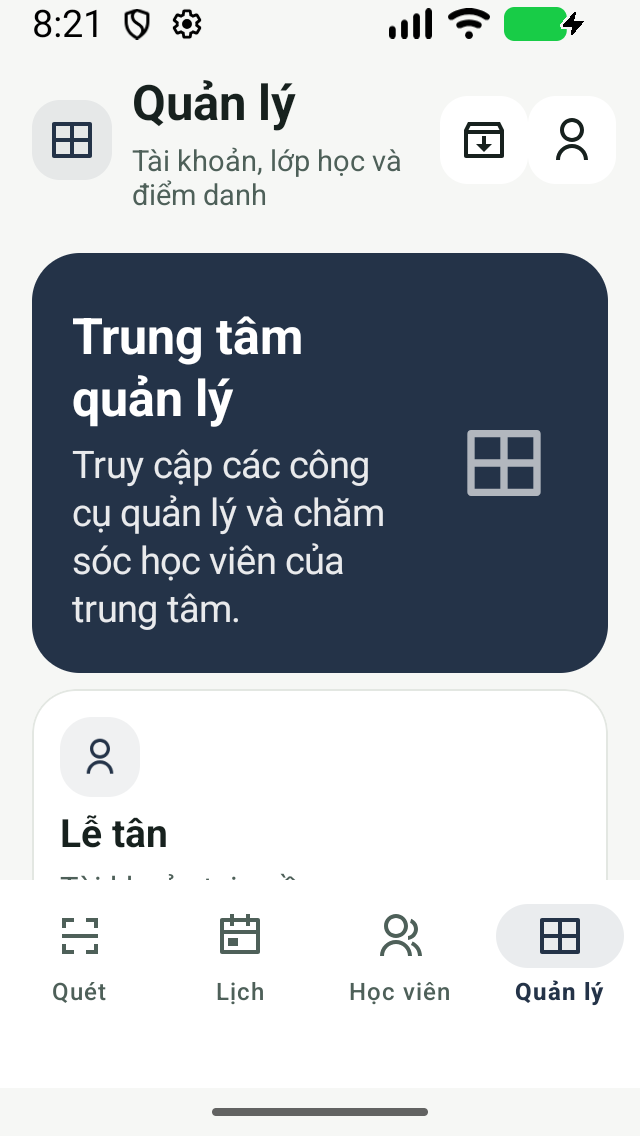 8:21
Quản lý
Tài khoản, lớp học và
điểm danh
Trung tâm
quản lý
Truy cập các công
cụ quản lý và chăm
sóc học viên của
trung tâm.
Lễ tân
Quét
Lịch
Học viên
Quản lý